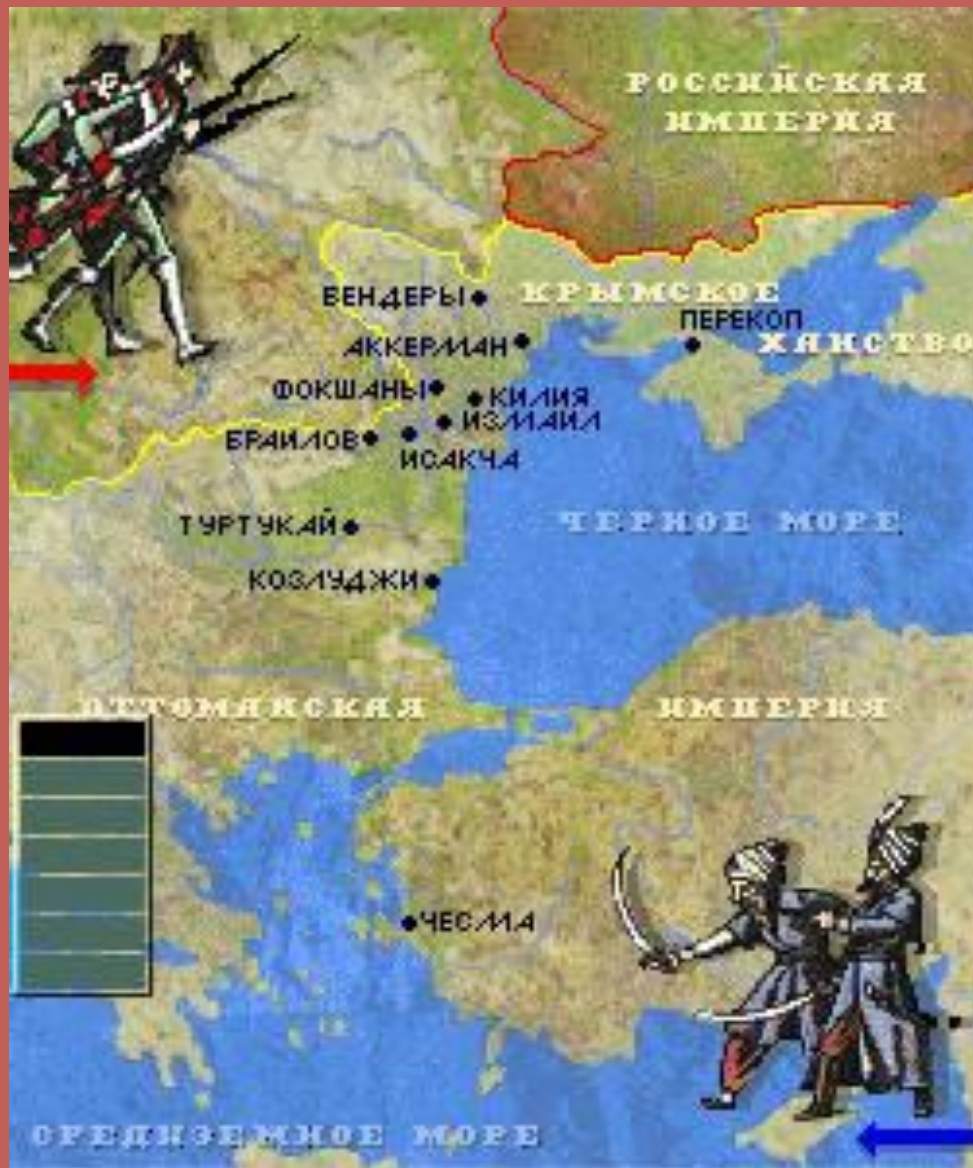 РОССИЙСКАЯ
ИМПЕРИЯ
БЕНДЕРЫ
КРЫМСКОЕ
ПЕРЕКОП
ХАНСТВО
АККЕРМАН
ФОКШАНЫ
КИЛИЯ
ИЗМАИЛ
БРАИЛОВ
ИСАКЧА
ТУРТУКАЙ
ЧЕРНОЕ МОРЕ
КОЗЛУДЖИ
ОТТОМАНСКАЯ ИМПЕРИЯ
ЧЕСМА
СРЕДИЗЕМНОЕ МОРЕ